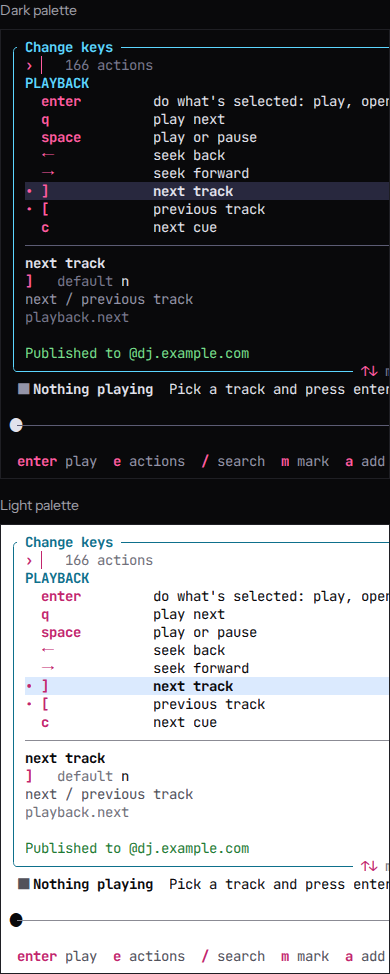 Dark palette
Change keys
› 166 actions
PLAYBACK
enter do what's selected: play, open
q play next
space play or pause
← seek back
→ seek forward
• ] next track
• [ previous track
c next cue
next track
] default n
next / previous track
playback.next
Published to @dj.example.com
↑↓
Nothing playing Pick a track and press enter
enter play e actions / search m mark a add
Light palette
Change keys
› 166 actions
PLAYBACK
enter do what's selected: play, open
q play next
space play or pause
← seek back
→ seek forward
• ] next track
• [ previous track
c next cue
next track
] default n
next / previous track
playback.next
Published to @dj.example.com
↑↓
Nothing playing Pick a track and press enter
enter play e actions / search m mark a add